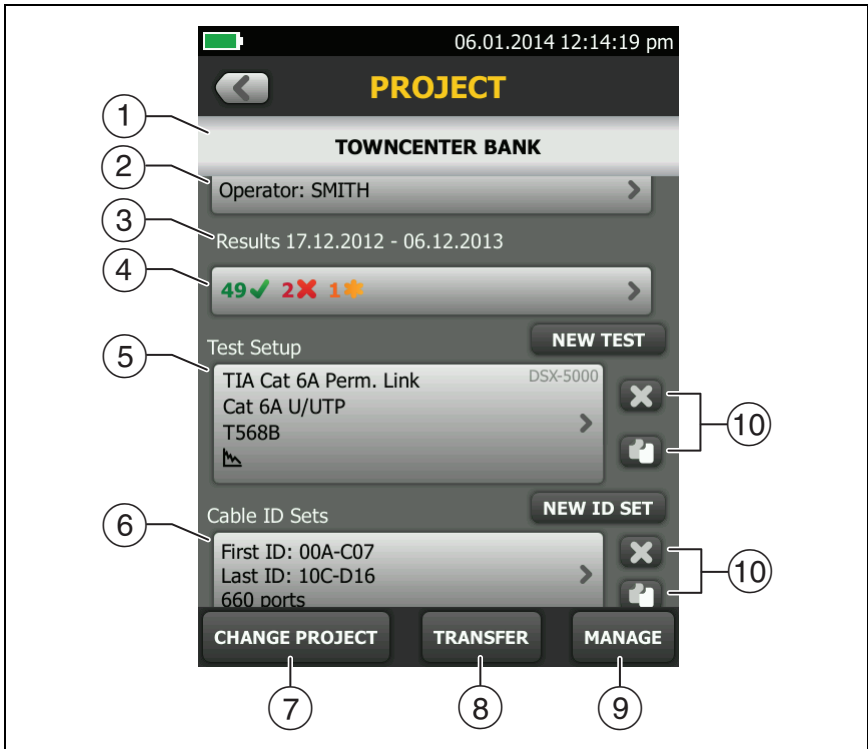 06.01.2014 12:14:19 pm
PROJECT
1
TOWNCENTER BANK
2
Operator: SMITH
3
Results 17.12.2012 - 06.12.2013
4
49 2 1
5
Test Setup
NEW TEST
TIA Cat 6A Perm. Link
DSX-5000
Cat 6A U/UTP
T568B
10
6
Cable ID Sets
NEW ID SET
First ID: 00A-C07
Last ID: 10C-D16
660 ports
10
CHANGE PROJECT
TRANSFER
MANAGE
7
8
9